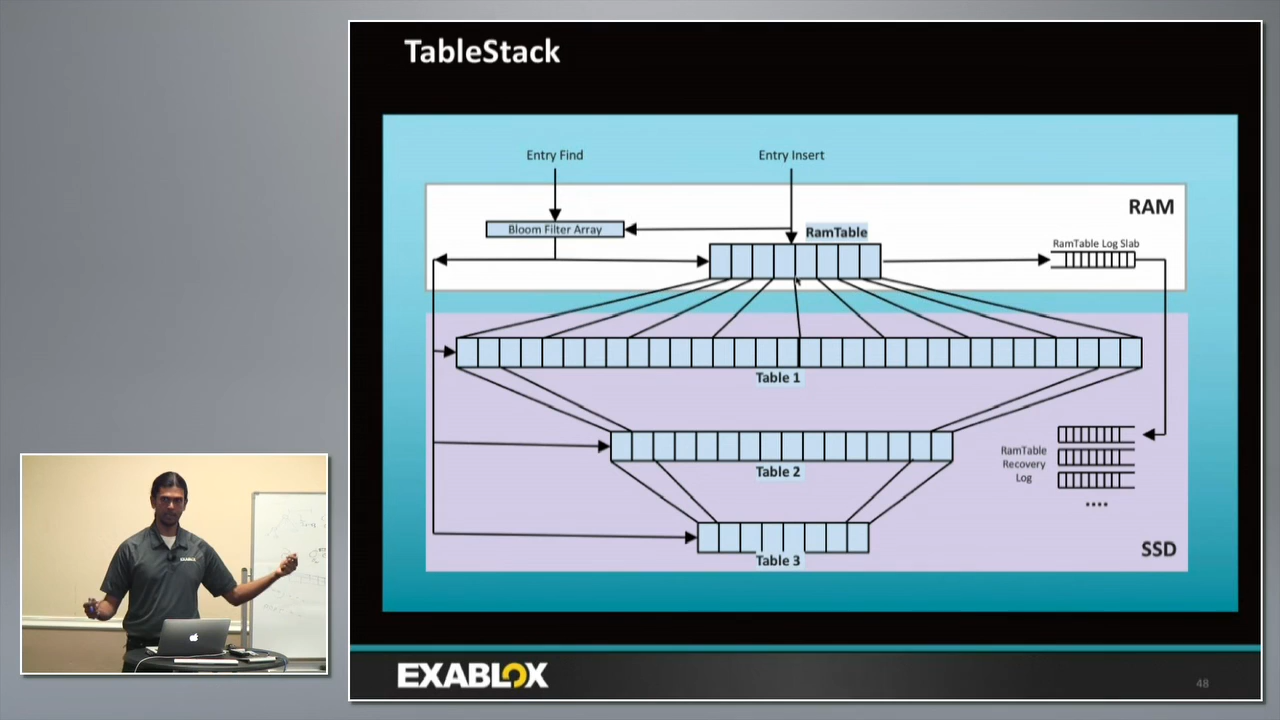 TableStack
Entry Find
Entry Insert
RAM
Bloom Filter Array
RamTable
RamTable Log Slab
Table 1
Table 2
RamTable
Recovery
Log
....
Table 3
SSD
EXABLOX
48